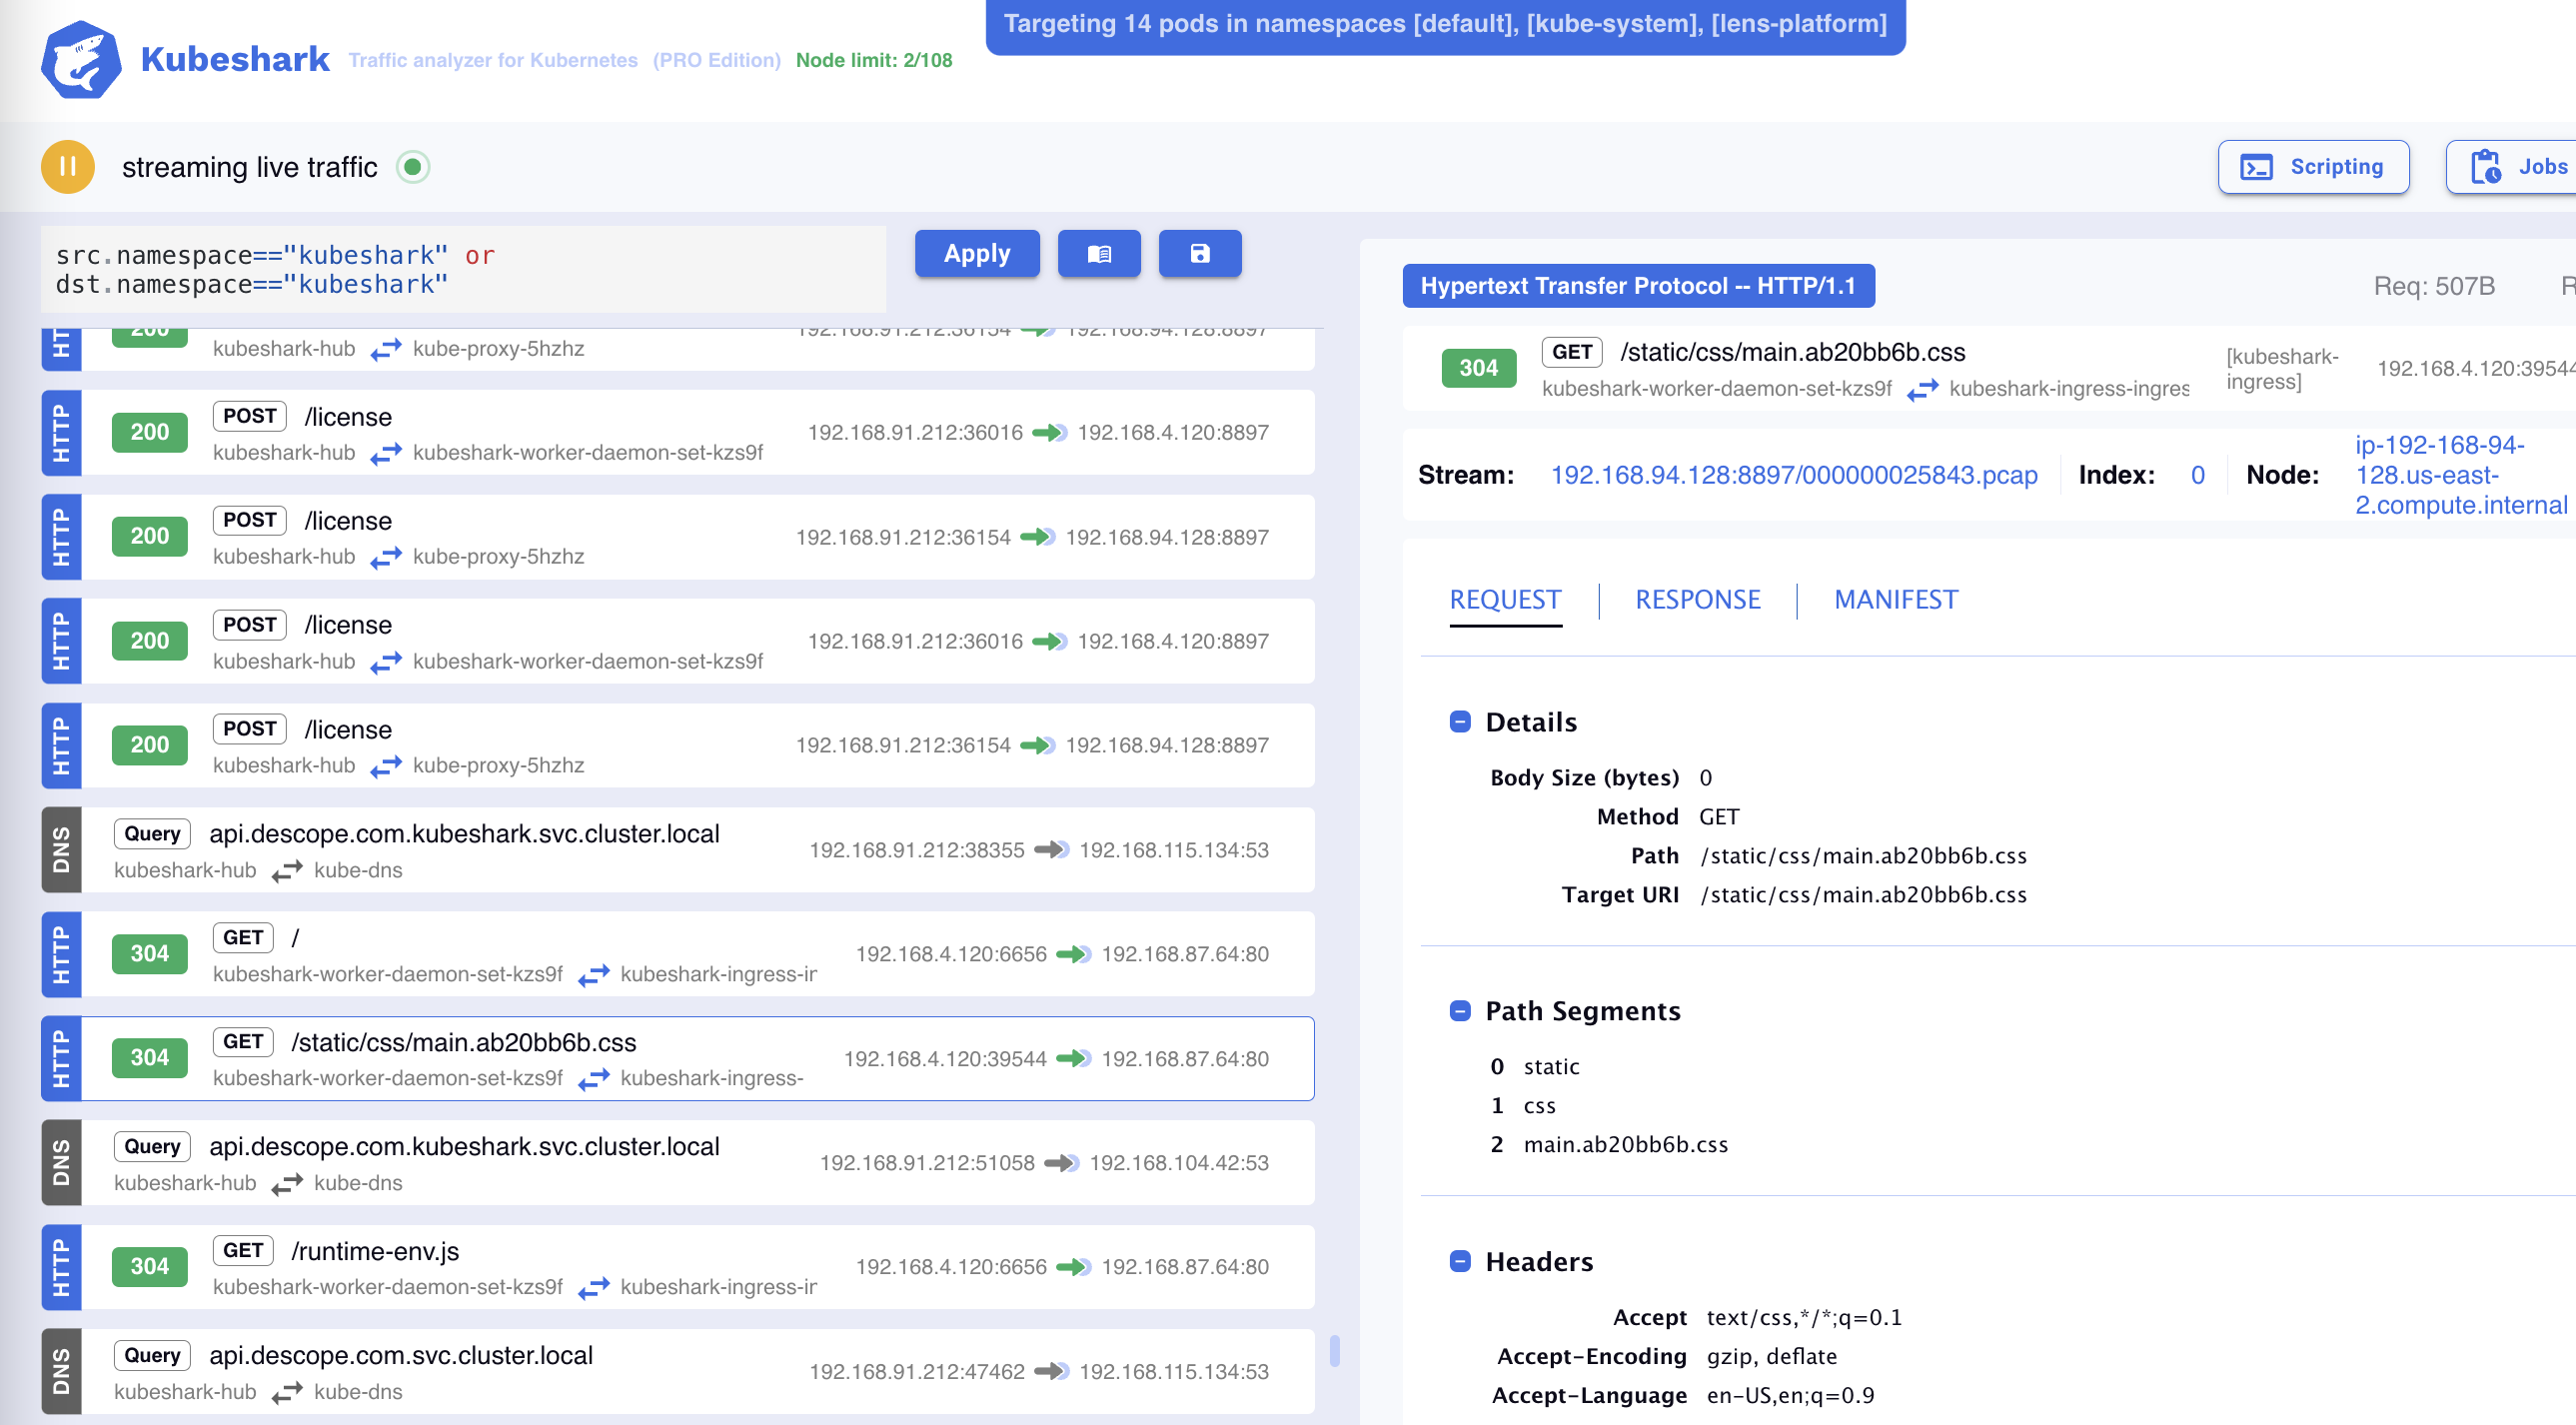 Targeting 14 pods in namespaces [default], [kube-system], [lens-platform]
Kubeshark Traffic analyzer for Kubernetes (PRO Edition) Node limit: 2/108
streaming live traffic
Scripting
Jobs
src.namespace=="kubeshark" or
dst.namespace=="kubeshark"
Apply
HT
200
192.168.91.212:36154 192.168.94.128:8897
kubeshark-hub kube-proxy-5hzhz
HTTP
200
POST /license
kubeshark-hub kubeshark-worker-daemon-set-kzs9f
192.168.91.212:36016 192.168.4.120:8897
HTTP
200
POST /license
kubeshark-hub kube-proxy-5hzhz
192.168.91.212:36154 192.168.94.128:8897
HTTP
200
POST /license
kubeshark-hub kubeshark-worker-daemon-set-kzs9f
192.168.91.212:36016 192.168.4.120:8897
HTTP
200
POST /license
kubeshark-hub kube-proxy-5hzhz
192.168.91.212:36154 192.168.94.128:8897
DNS
Query api.descope.com.kubeshark.svc.cluster.local
kubeshark-hub kube-dns
192.168.91.212:38355 192.168.115.134:53
HTTP
304
GET /
kubeshark-worker-daemon-set-kzs9f kubeshark-ingress-ir
192.168.4.120:6656 192.168.87.64:80
HTTP
304
GET /static/css/main.ab20bb6b.css
kubeshark-worker-daemon-set-kzs9f kubeshark-ingress-
192.168.4.120:39544 192.168.87.64:80
DNS
Query api.descope.com.kubeshark.svc.cluster.local
kubeshark-hub kube-dns
192.168.91.212:51058 192.168.104.42:53
HTTP
304
GET /runtime-env.js
kubeshark-worker-daemon-set-kzs9f kubeshark-ingress-ir
192.168.4.120:6656 192.168.87.64:80
DNS
Query api.descope.com.svc.cluster.local
kubeshark-hub kube-dns
192.168.91.212:47462 192.168.115.134:53
Hypertext Transfer Protocol -- HTTP/1.1
Req: 507B R
304
GET /static/css/main.ab20bb6b.css
kubeshark-worker-daemon-set-kzs9f kubeshark-ingress-ingres
[kubeshark-
ingress]
192.168.4.120:39544
Stream: 192.168.94.128:8897/000000025843.pcap
Index: 0
Node:
ip-192-168-94-
128.us-east-
2.compute.internal
REQUEST
RESPONSE
MANIFEST
Details
Body Size (bytes) 0
Method GET
Path /static/css/main.ab20bb6b.css
Target URI /static/css/main.ab20bb6b.css
Path Segments
0 static
1 css
2 main.ab20bb6b.css
Headers
Accept text/css,*/*;q=0.1
Accept-Encoding gzip, deflate
Accept-Language en-US,en;q=0.9